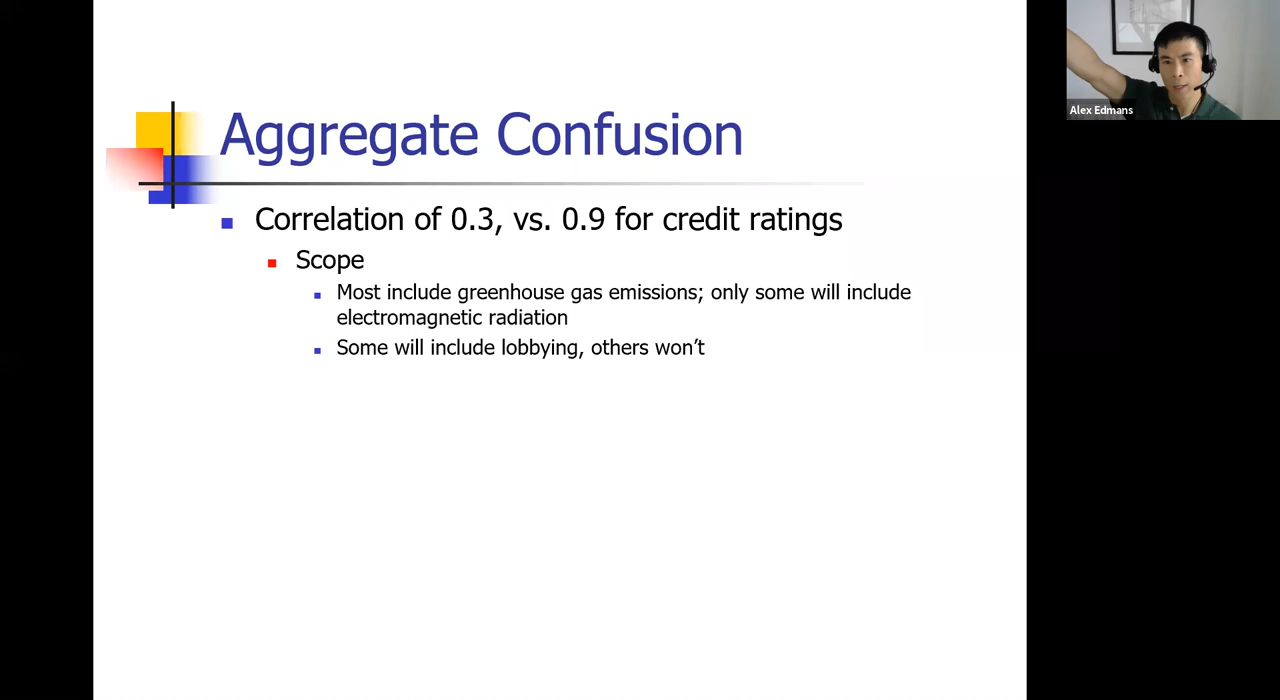 Aggregate Confusion
Correlation of 0.3, vs. 0.9 for credit ratings
Scope
Most include greenhouse gas emissions; only some will include
electromagnetic radiation
Some will include lobbying, others won’t
Alex Edmans